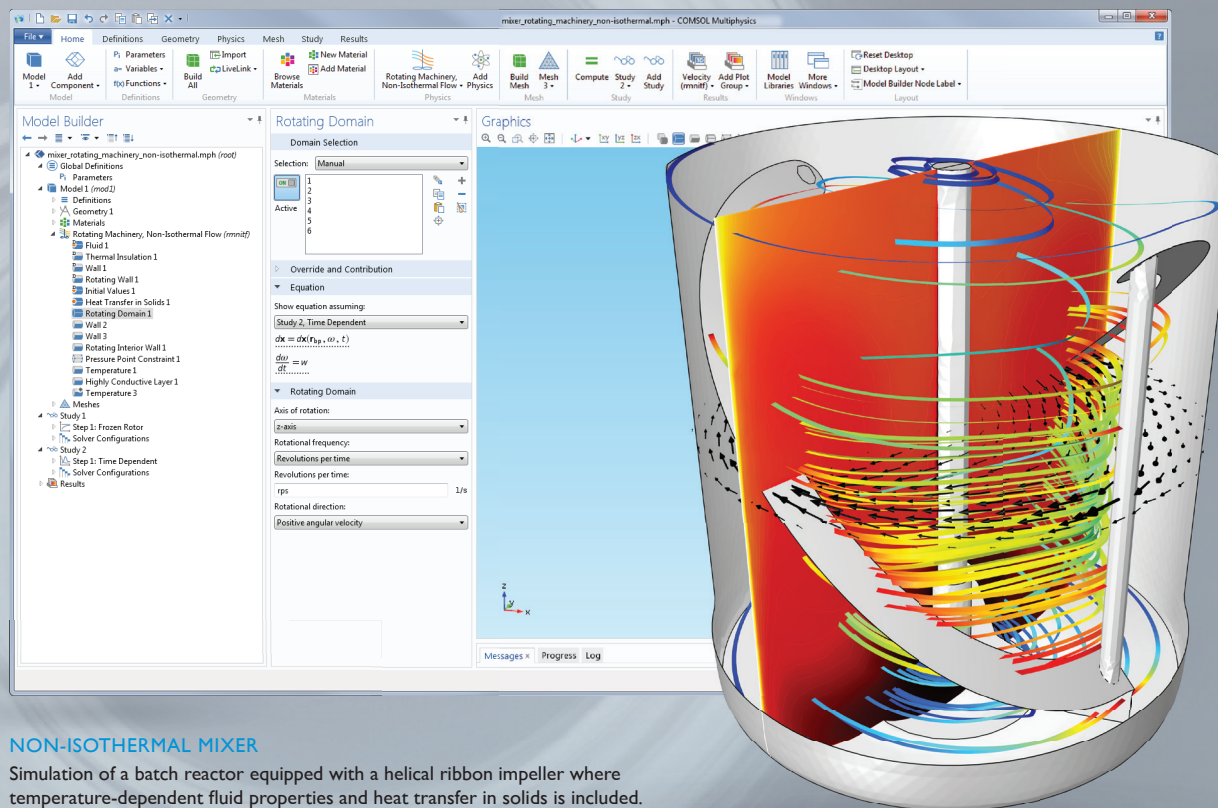 mixer_rotating_machinery_non-isothermal.mph - COMSOL Multiphysics
File Home Definitions Geometry Physics Mesh Study Results
Model 1
Add Component
Model
Pi Parameters
a= Variables
f(x) Functions
Definitions
Build All
Import
LiveLink
Geometry
Browse Materials
New Material
Add Material
Materials
Rotating Machinery, Non-Isothermal Flow
Add Physics
Physics
Build Mesh
Mesh 3
Mesh
Compute
Study 2
Add Study
Study
Velocity (rmnitf)
Add Plot Group
Results
Model Libraries
More Windows
Windows
Reset Desktop
Desktop Layout
Model Builder Node Label
Layout
Model Builder
mixer_rotating_machinery_non-isothermal.mph (root)
Global Definitions
Pi Parameters
Model 1 (mod1)
Definitions
Geometry 1
Materials
Rotating Machinery, Non-Isothermal Flow (rmnitf)
Fluid 1
Thermal Insulation 1
Wall 1
Rotating Wall 1
Initial Values 1
Heat Transfer in Solids 1
Rotating Domain 1
Wall 2
Wall 3
Rotating Interior Wall 1
Pressure Point Constraint 1
Temperature 1
Highly Conductive Layer 1
Temperature 3
Meshes
Study 1
Step 1: Frozen Rotor
Solver Configurations
Study 2
Step 1: Time Dependent
Solver Configurations
Results
Rotating Domain
Domain Selection
Selection: Manual
ON
Active
1
2
3
4
5
6
Override and Contribution
Equation
Show equation assuming:
Study 2, Time Dependent
dx = dx(r_bp, ω, t)
dω/dt = w
Rotating Domain
Axis of rotation:
z-axis
Rotational frequency:
Revolutions per time
Revolutions per time:
rps 1/s
Rotational direction:
Positive angular velocity
Graphics
xy yz zx
z
y
x
Messages × Progress Log
NON-ISOTHERMAL MIXER
Simulation of a batch reactor equipped with a helical ribbon impeller where
temperature-dependent fluid properties and heat transfer in solids is included.